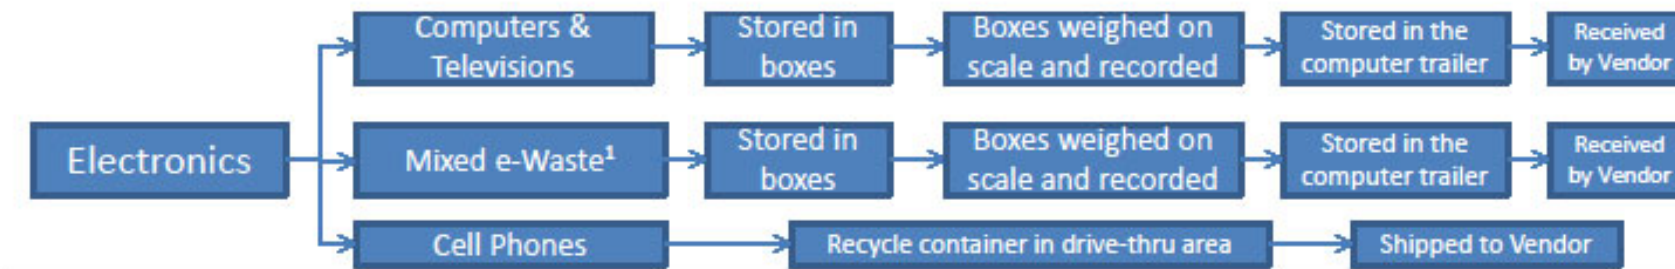 Computers &
Televisions
Stored in
boxes
Boxes weighed on
scale and recorded
Stored in the
computer trailer
Received
by Vendor
Electronics
Mixed e-Waste¹
Stored in
boxes
Boxes weighed on
scale and recorded
Stored in the
computer trailer
Received
by Vendor
Cell Phones
Recycle container in drive-thru area
Shipped to Vendor